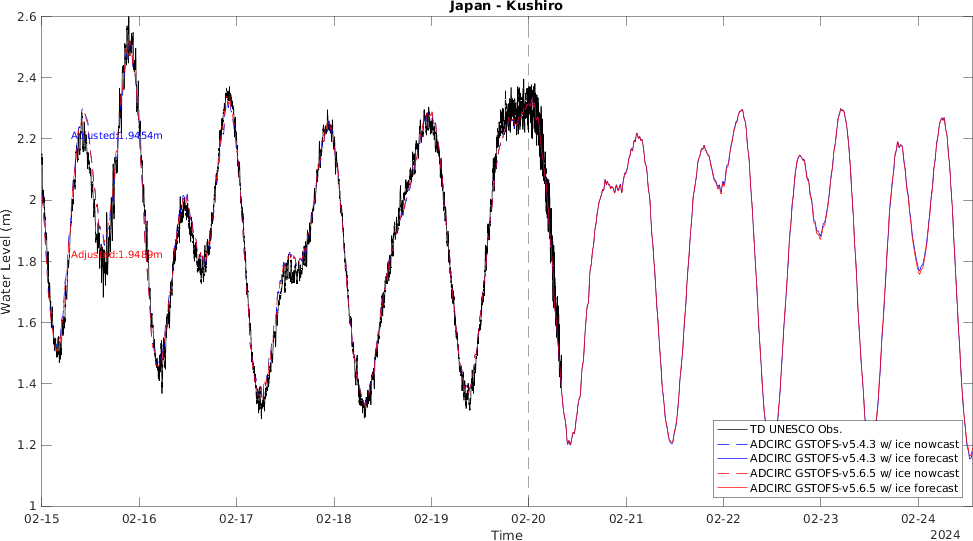 Japan - Kushiro
2.6
2.4
2.2
2
1.8
1.6
1.4
1.2
1
Water Level (m)
Adjusted:1.9454m
Adjusted:1.9489m
TD UNESCO Obs.
ADCIRC GSTOFS-v5.4.3 w/ ice nowcast
ADCIRC GSTOFS-v5.4.3 w/ ice forecast
ADCIRC GSTOFS-v5.6.5 w/ ice nowcast
ADCIRC GSTOFS-v5.6.5 w/ ice forecast
02-15 02-16 02-17 02-18 02-19 02-20 02-21 02-22 02-23 02-24
Time
2024